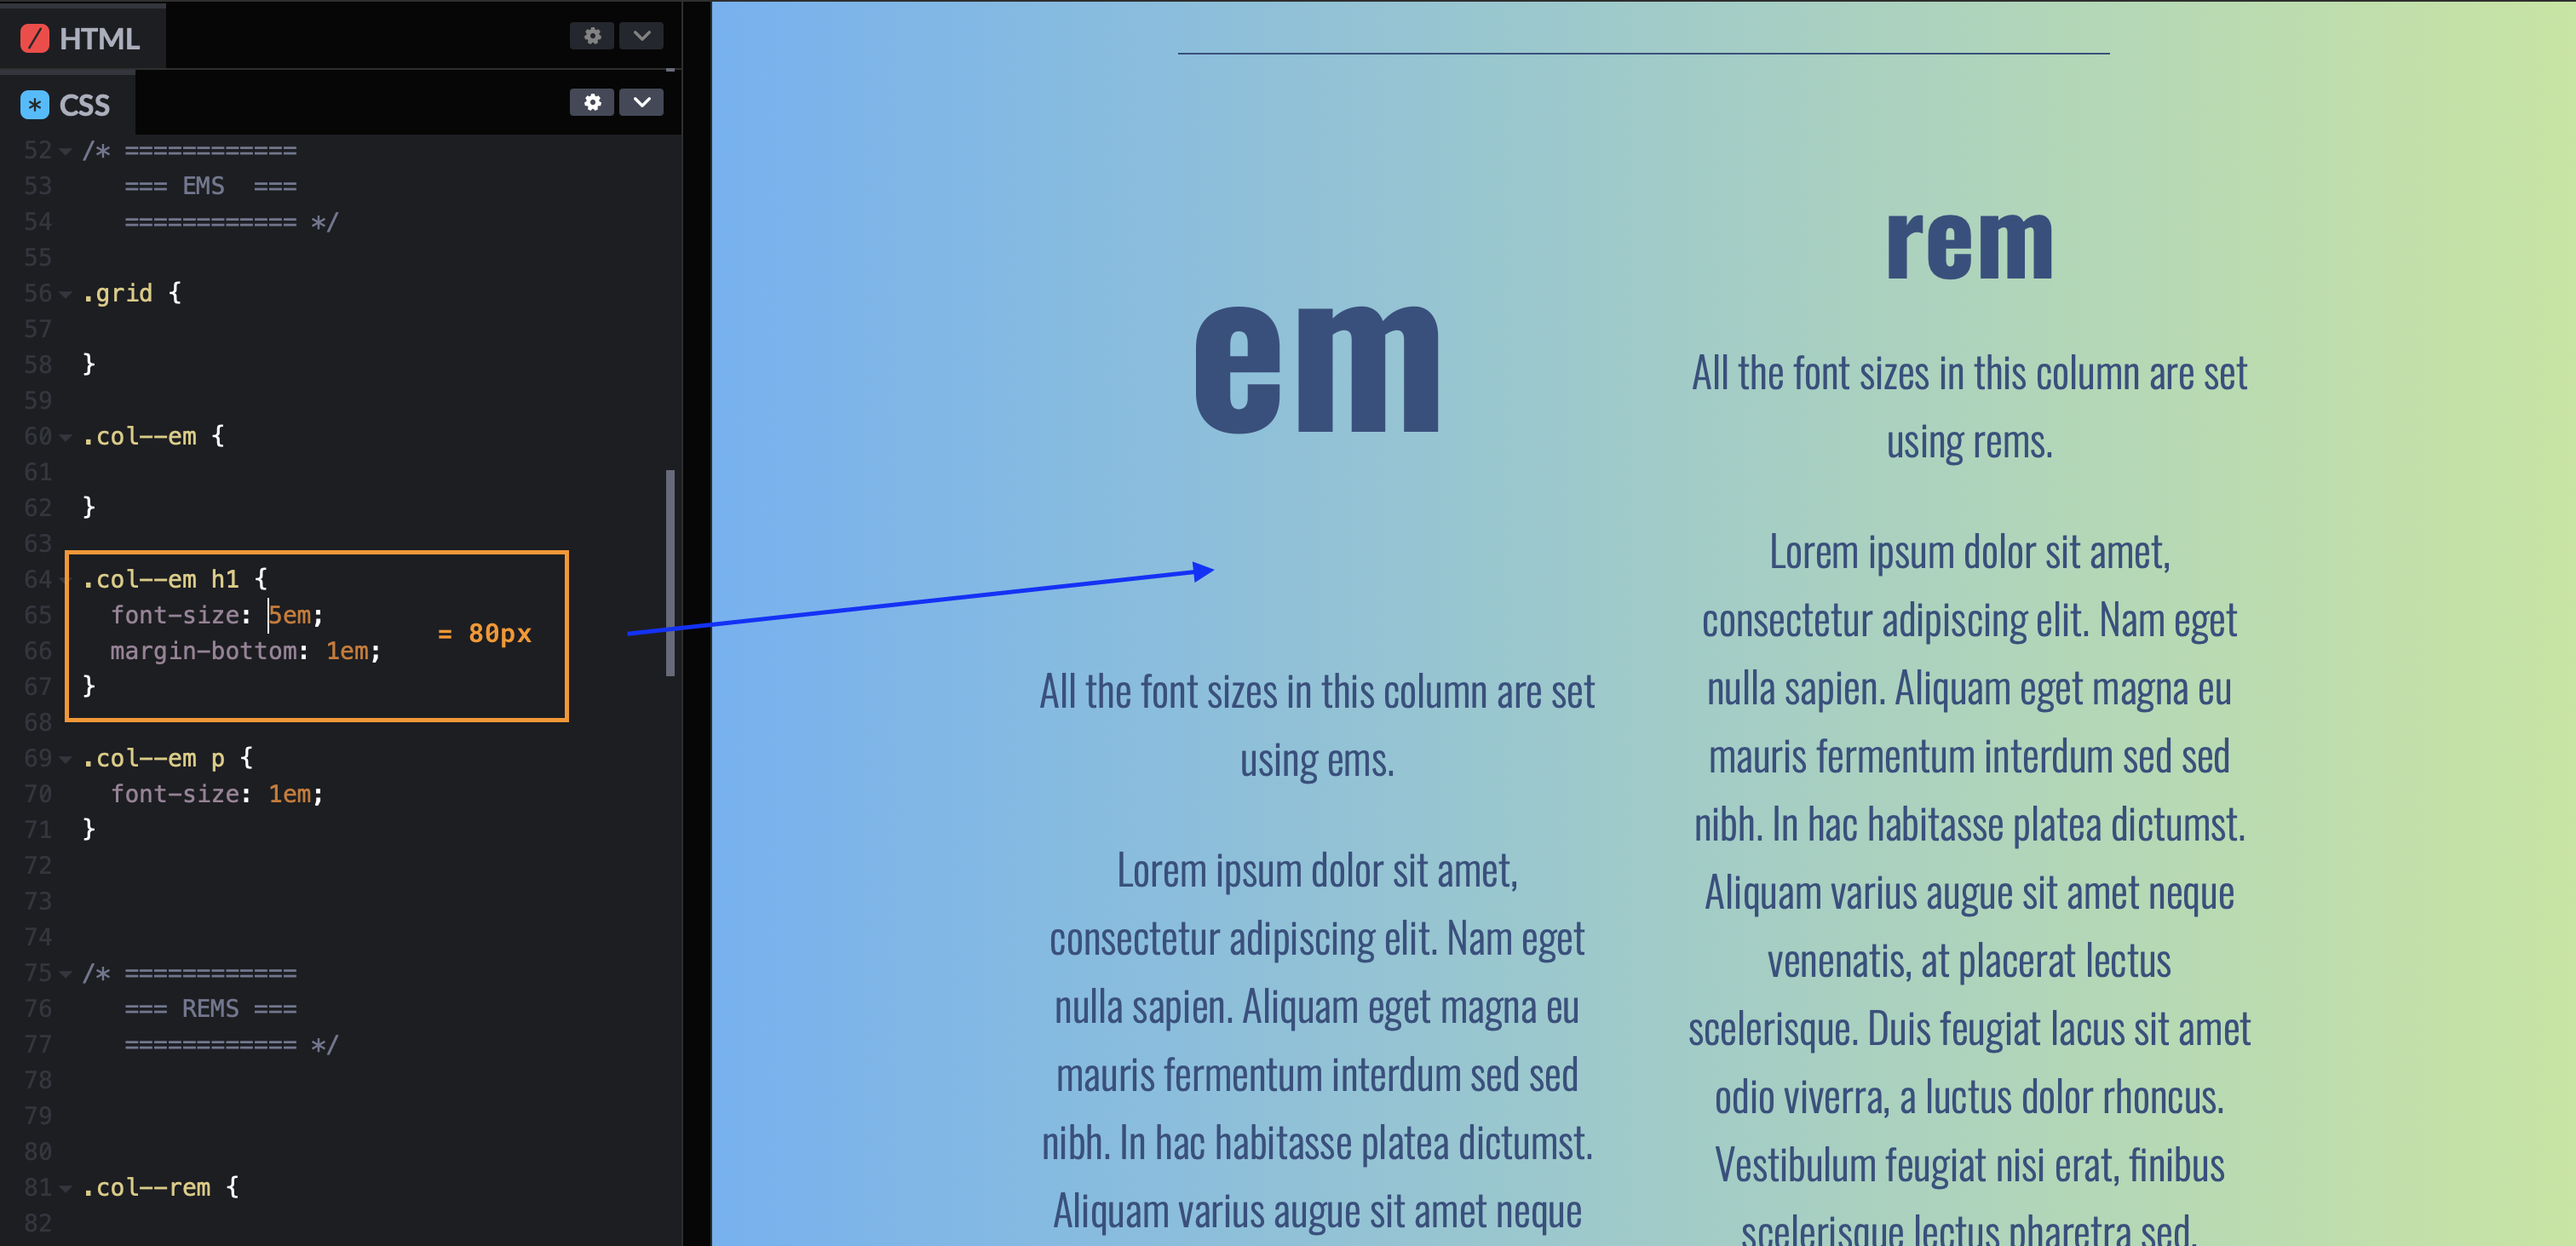 HTML
CSS
52 /* ============
53 === EMS ===
54 ============ */
55
56 .grid {
57
58 }
59
60 .col--em {
61
62 }
63
64 .col--em h1 {
65 font-size: 5em;
= 80px
66 margin-bottom: 1em;
67 }
68
69 .col--em p {
70 font-size: 1em;
71 }
72
73
74
75 /* ============
76 === REMS ===
77 ============ */
78
79
80
81 .col--rem {
82
em
All the font sizes in this column are set
using ems.
Lorem ipsum dolor sit amet,
consectetur adipiscing elit. Nam eget
nulla sapien. Aliquam eget magna eu
mauris fermentum interdum sed sed
nibh. In hac habitasse platea dictumst.
Aliquam varius augue sit amet neque
rem
All the font sizes in this column are set
using rems.
Lorem ipsum dolor sit amet,
consectetur adipiscing elit. Nam eget
nulla sapien. Aliquam eget magna eu
mauris fermentum interdum sed sed
nibh. In hac habitasse platea dictumst.
Aliquam varius augue sit amet neque
venenatis, at placerat lectus
scelerisque. Duis feugiat lacus sit amet
odio viverra, a luctus dolor rhoncus.
Vestibulum feugiat nisi erat, finibus
scelerisque lectus pharetra sed.